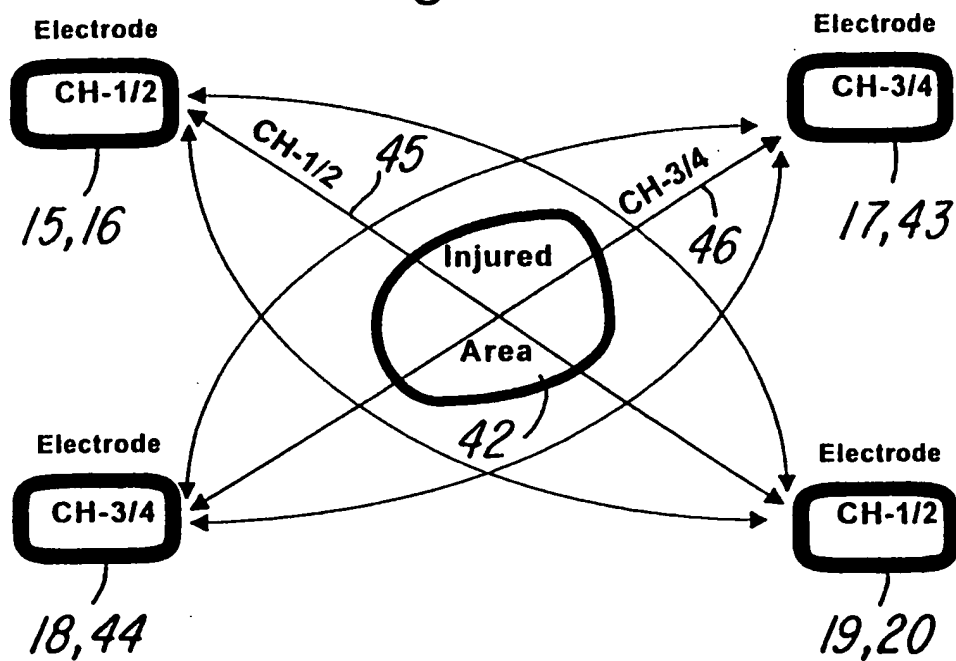 Electrode
CH-1/2
15,16
Electrode
CH-3/4
17,43
CH-1/2
45
CH-3/4
46
Injured
Area
42
Electrode
CH-3/4
18,44
Electrode
CH-1/2
19,20